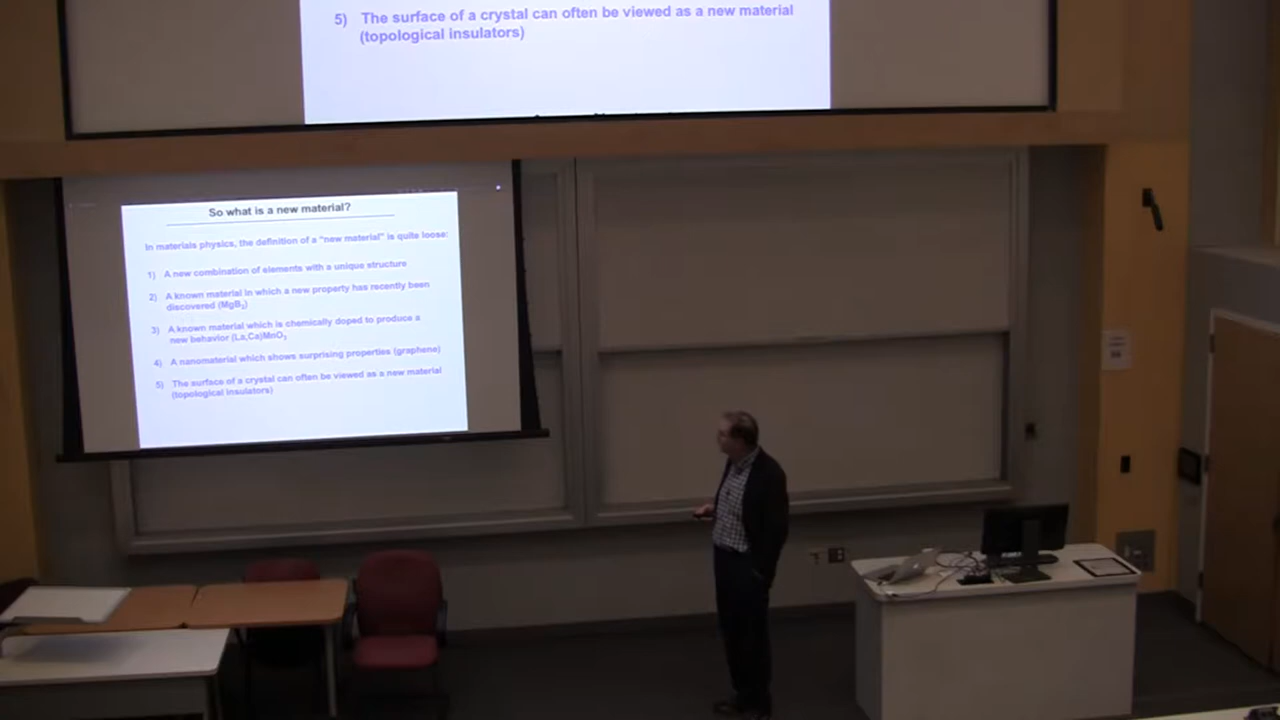 5) The surface of a crystal can often be viewed as a new material
(topological insulators)
So what is a new material?
In materials physics, the definition of a "new material" is quite loose:
1) A new combination of elements with a unique structure
2) A known material in which a new property has recently been
discovered (MgB₂)
3) A known material which is chemically doped to produce a
new behavior (La,Ca)MnO₃
4) A nanomaterial which shows surprising properties (graphene)
5) The surface of a crystal can often be viewed as a new material
(topological insulators)